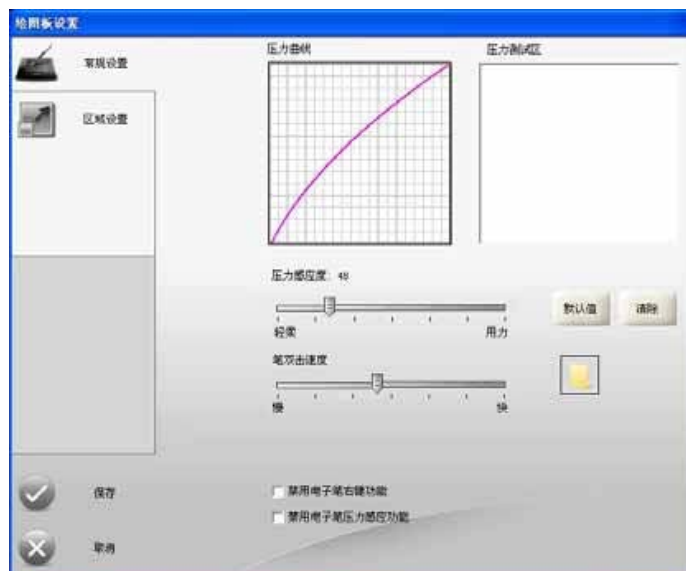 绘图板设置
常规设置
区域设置
压力曲线
压力测试区
压力感应度: 48
轻柔
用力
默认值
清除
笔双击速度
慢
快
禁用电子笔右键功能
禁用电子笔压力感应功能
保存
取消